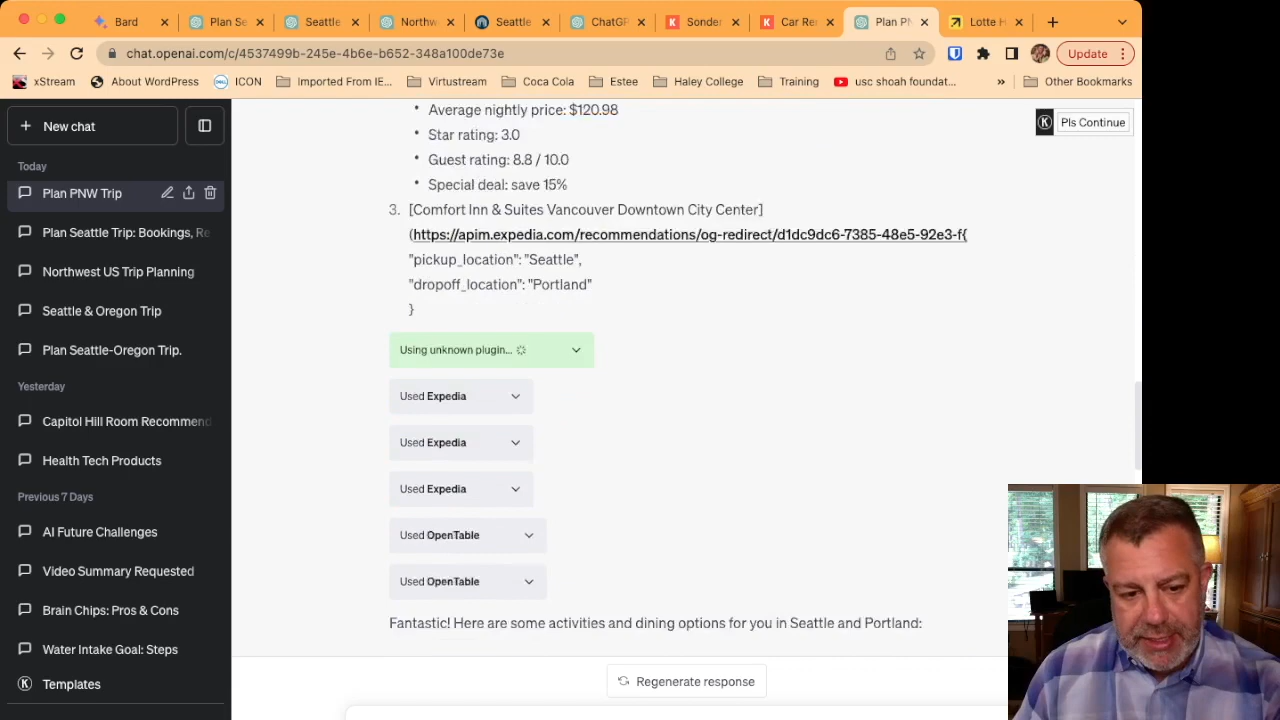 Bard
Plan Se
Seattle
Northw
Seattle
ChatGP
Sonder
Car Re
Plan PN
Lotte H
chat.openai.com/c/4537499b-245e-4b6e-b652-348a100de73e
Update
xStream
About WordPress
ICON
Imported From IE...
Virtustream
Coca Cola
Estee
Haley College
Training
usc shoah foundat...
»
Other Bookmarks
New chat
Today
Plan PNW Trip
Plan Seattle Trip: Bookings, Re
Northwest US Trip Planning
Seattle & Oregon Trip
Plan Seattle-Oregon Trip.
Yesterday
Capitol Hill Room Recommend
Health Tech Products
Previous 7 Days
AI Future Challenges
Video Summary Requested
Brain Chips: Pros & Cons
Water Intake Goal: Steps
Templates
Pls Continue
• Average nightly price: $120.98
• Star rating: 3.0
• Guest rating: 8.8 / 10.0
• Special deal: save 15%
3. [Comfort Inn & Suites Vancouver Downtown City Center]
(https://apim.expedia.com/recommendations/og-redirect/d1dc9dc6-7385-48e5-92e3-f{
"pickup_location": "Seattle",
"dropoff_location": "Portland"
}
Using unknown plugin...
Used Expedia
Used Expedia
Used Expedia
Used OpenTable
Used OpenTable
Fantastic! Here are some activities and dining options for you in Seattle and Portland:
Regenerate response